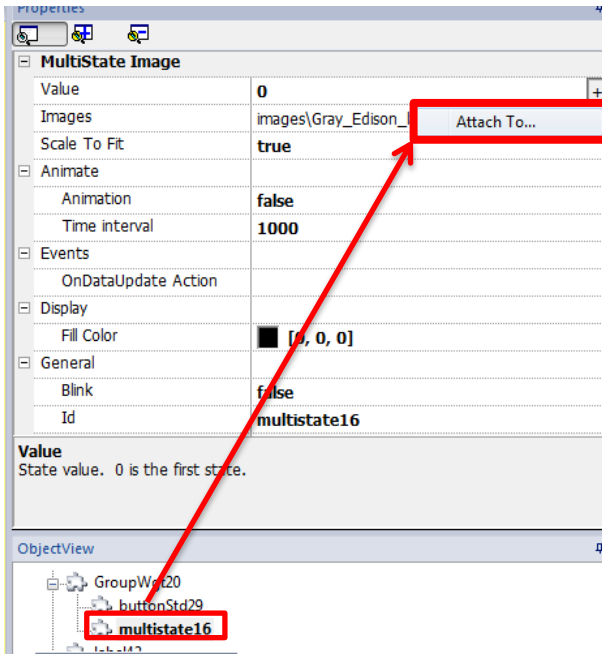 Properties
MultiState Image
Value 0 +
Images images\Gray_Edison_
Attach To...
Scale To Fit true
Animate
Animation false
Time interval 1000
Events
OnDataUpdate Action
Display
Fill Color [0, 0, 0]
General
Blink false
Id multistate16
Value
State value. 0 is the first state.
ObjectView
GroupWgt20
buttonStd29
multistate16
label42